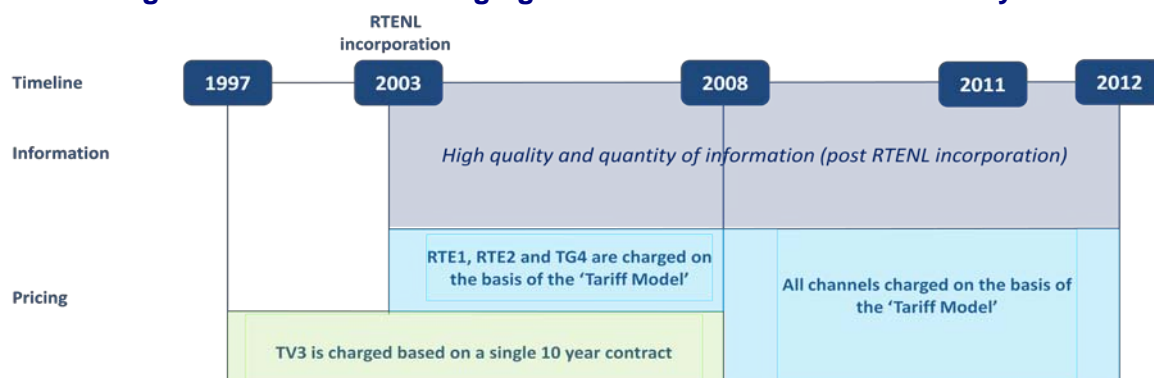 RTENL
incorporation
Timeline
1997
2003
2008
2011
2012
Information
High quality and quantity of information (post RTENL incorporation)
Pricing
RTE1, RTE2 and TG4 are charged on
the basis of the ‘Tariff Model’
All channels charged on the basis of
the ‘Tariff Model’
TV3 is charged based on a single 10 year contract